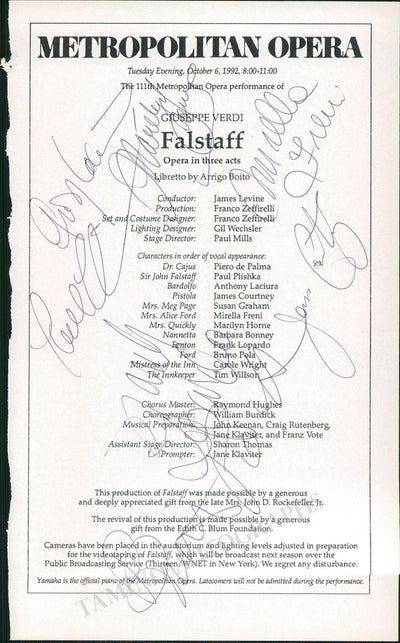 METROPOLITAN OPERA
Tuesday Evening, October 6, 1992, 8:00-11:00
The 111th Metropolitan Opera performance of
GIUSEPPE VERDI
Falstaff
Opera in three acts
Libretto by Arrigo Boito
Conductor: James Levine
Production: Franco Zeffirelli
Set and Costume Designer: Franco Zeffirelli
Lighting Designer: Gil Wechsler
Stage Director: Paul Mills
Characters in order of vocal appearance:
Dr. Cajus Piero de Palma
Sir John Falstaff Paul Plishka
Bardolfo Anthony Laciura
Pistola James Courtney
Mrs. Meg Page Susan Graham
Mrs. Alice Ford Mirella Freni
Mrs. Quickly Marilyn Horne
Nannetta Barbara Bonney
Fenton Frank Lopardo
Ford Bruno Pola
Mistress of the Inn Carole Wright
The Innkeeper Tim Willson
Chorus Master: Raymond Hughes
Choreographer: William Burdick
Musical Preparation: John Keenan, Craig Rutenberg,
Jane Klaviter, and Franz Vote
Assistant Stage Director: Sharon Thomas
Prompter: Jane Klaviter
This production of Falstaff was made possible by a generous
and deeply appreciated gift from the late Mrs. John D. Rockefeller, Jr.
The revival of this production is made possible by a generous
gift from the Edith C. Blum Foundation.
Cameras have been placed in the auditorium and lighting levels adjusted in preparation
for the videotaping of Falstaff, which will be broadcast next season over the
Public Broadcasting Service (Thirteen/WNET in New York). We regret any disturbance.
Yamaha is the official piano of the Metropolitan Opera. Latecomers will not be admitted during the performance.
Mirella Freni
TAMINO AUTOGRAPHS